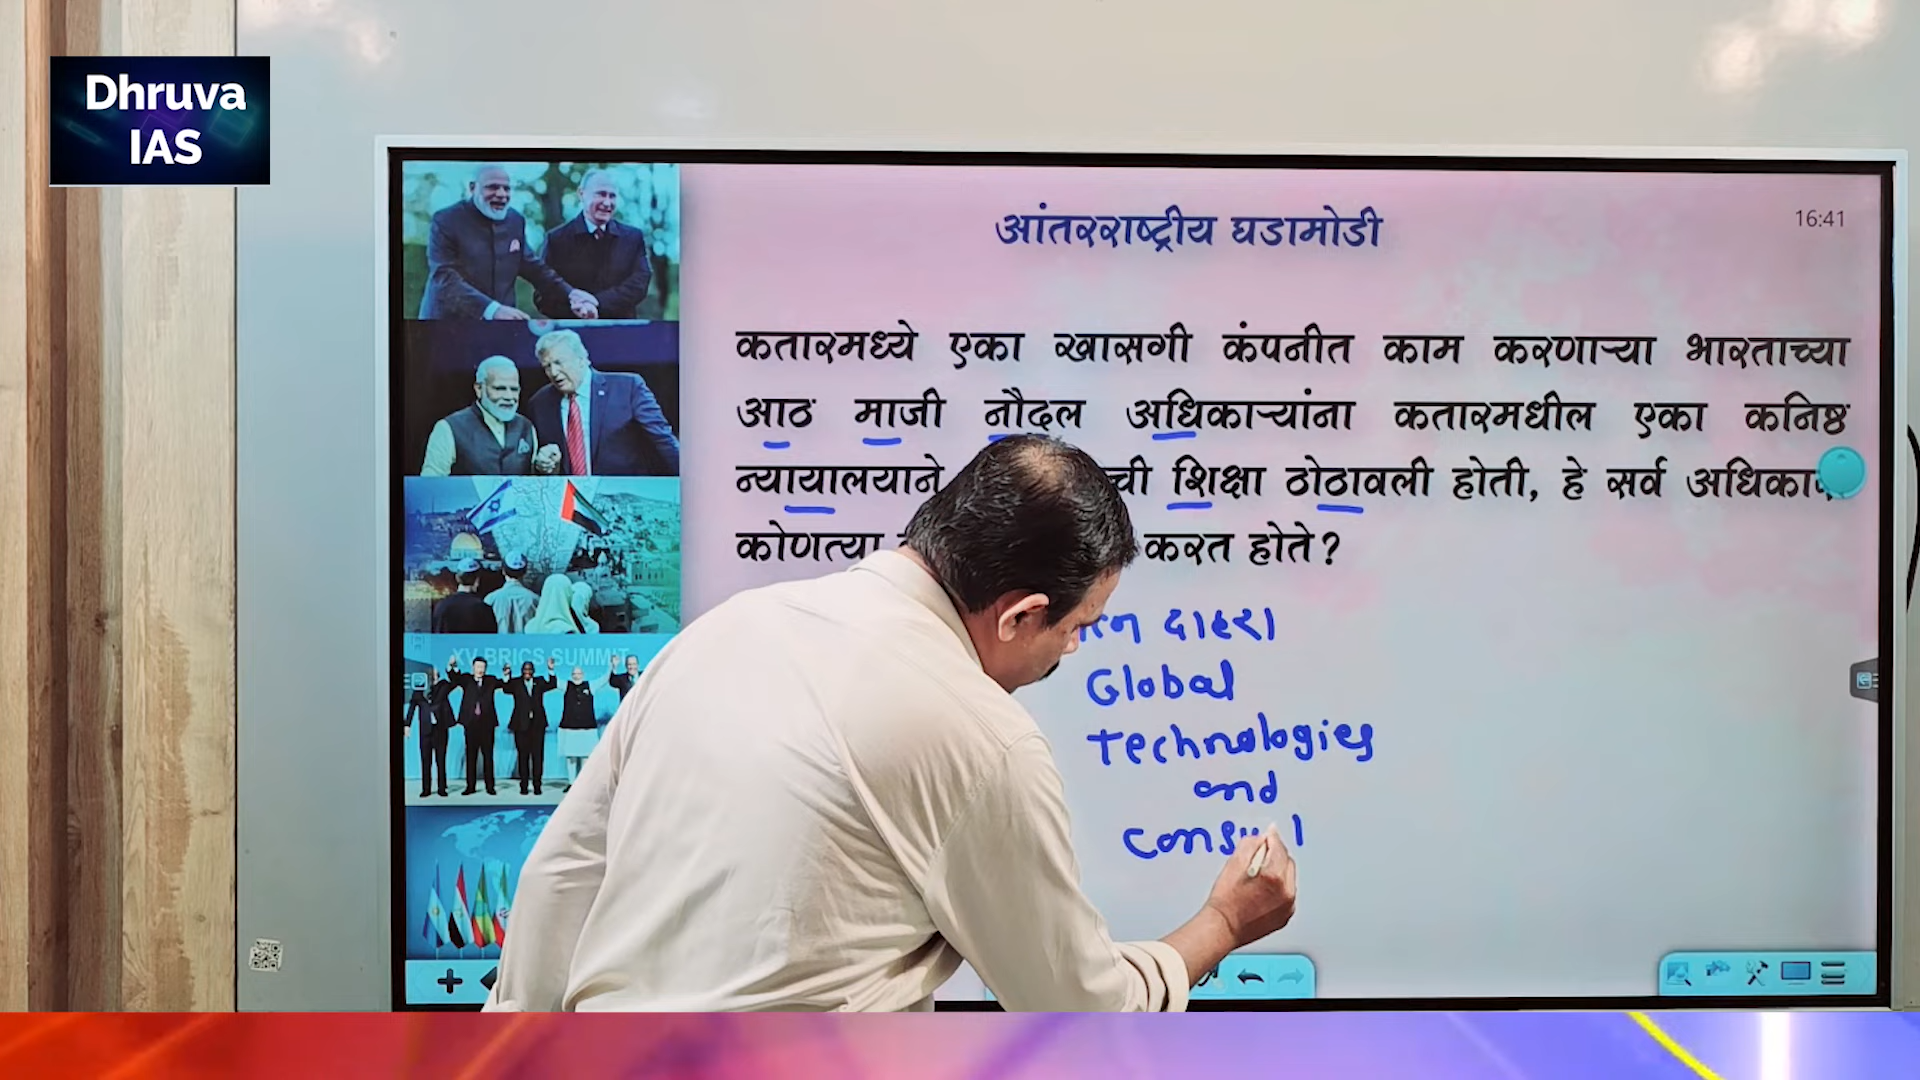 Dhruva
IAS
आंतरराष्ट्रीय घडामोडी
16:41
कतारमध्ये एका खासगी कंपनीत काम करणाऱ्या भारताच्या
आठ माजी नौदल अधिकाऱ्यांना कतारमधील एका कनिष्ठ
न्यायालयाने शिक्षा ठोठावली होती, हे सर्व
कोणत्या करत होते?
दाहरा
Global
Technologies
and
XV BRICS SUMMIT